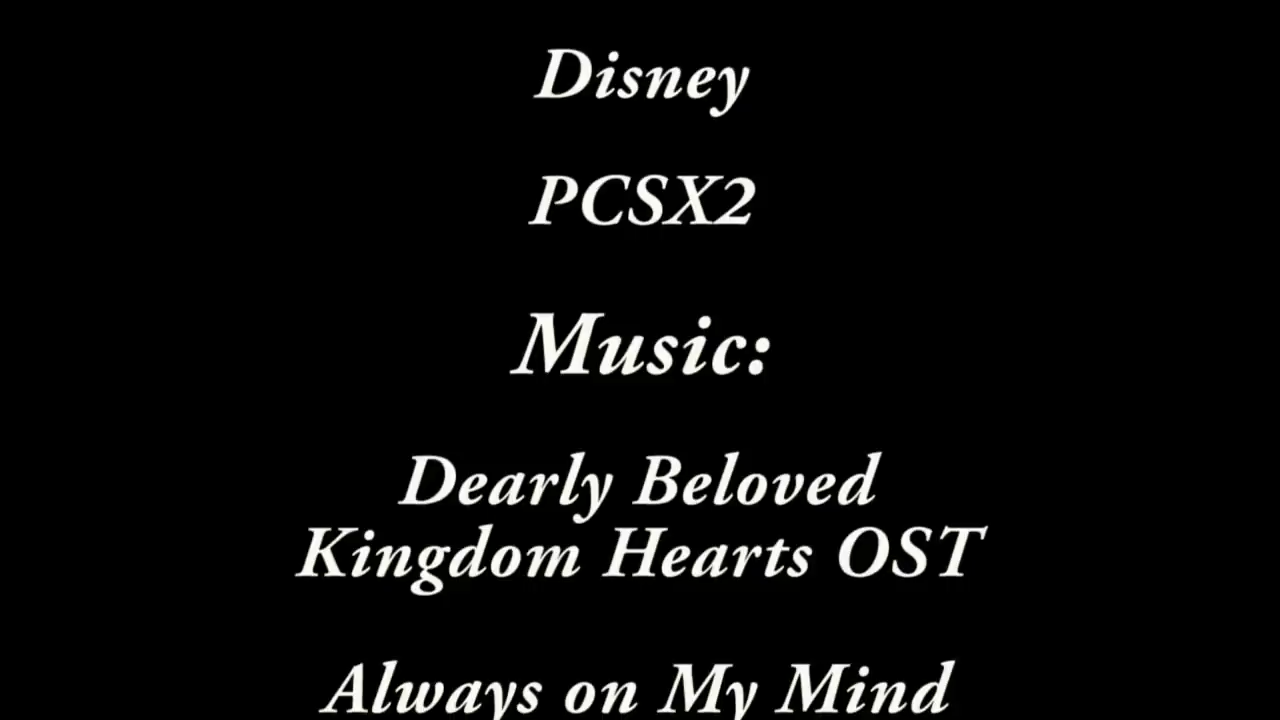 Disney
PCSX2
Music:
Dearly Beloved
Kingdom Hearts OST
Always on My Mind